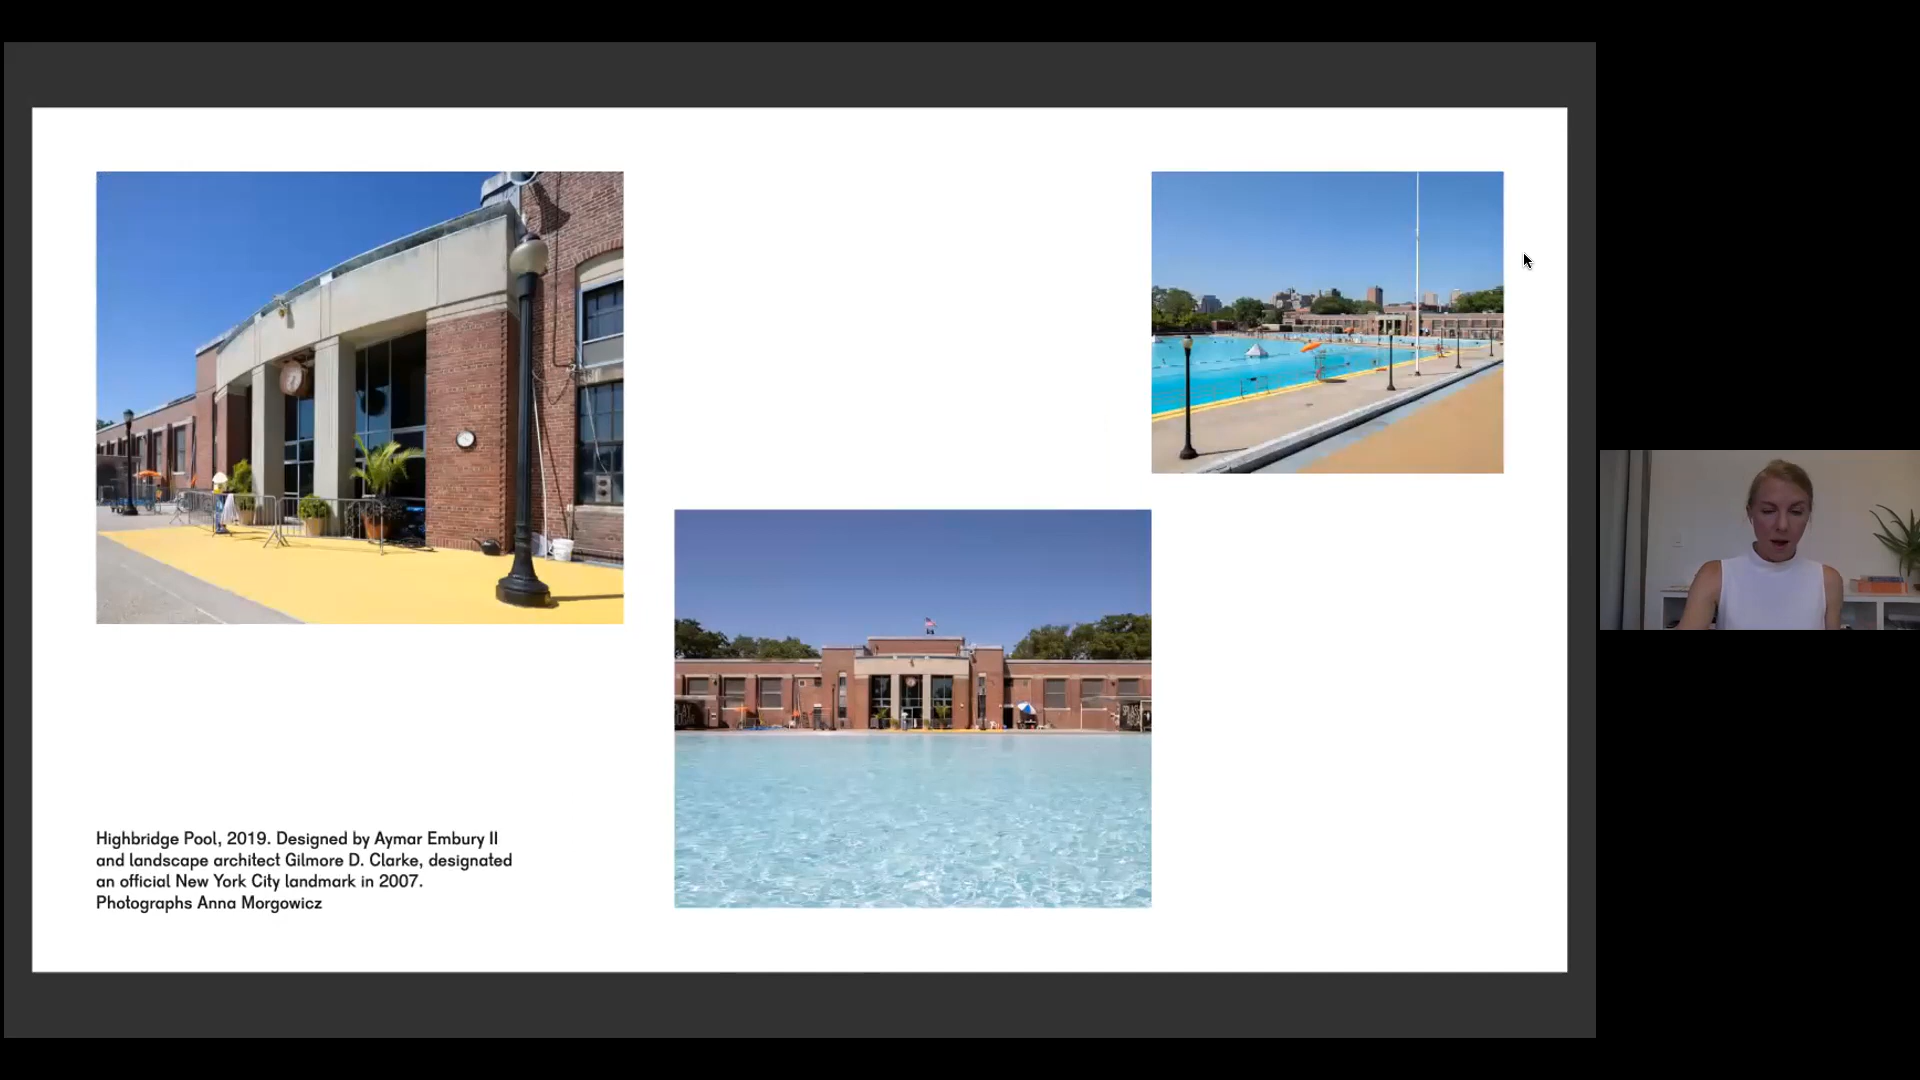 Highbridge Pool, 2019. Designed by Aymar Embury II
and landscape architect Gilmore D. Clarke, designated
an official New York City landmark in 2007.
Photographs Anna Morgowicz